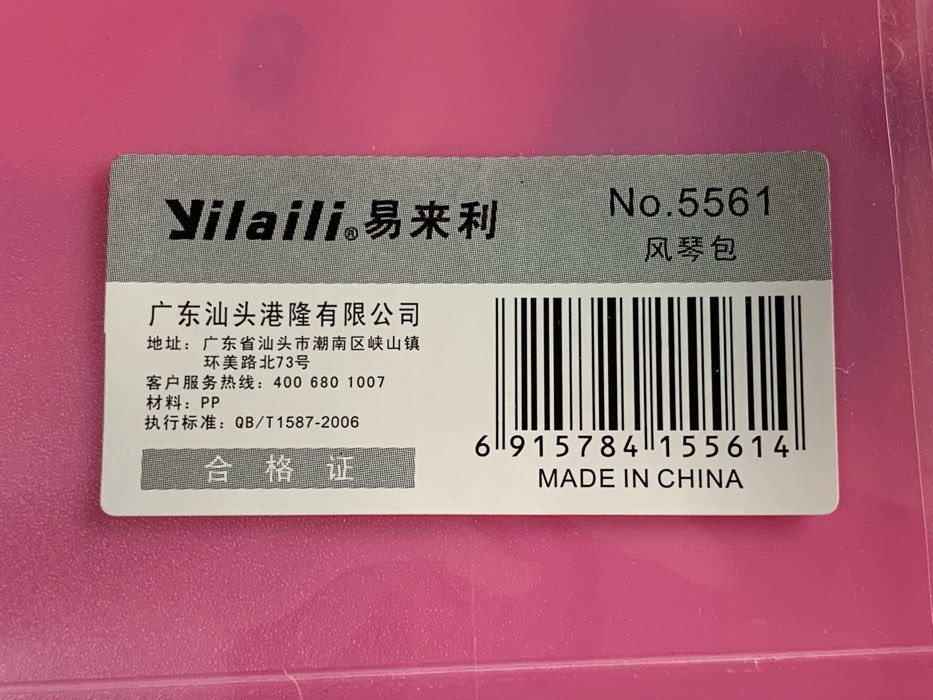 Yilaili®易来利
No.5561
风琴包
广东汕头港隆有限公司
地址：广东省汕头市潮南区峡山镇
环美路北73号
客户服务热线：400 680 1007
材料：PP
执行标准：QB/T1587-2006
合格证
6 915784 155614
MADE IN CHINA